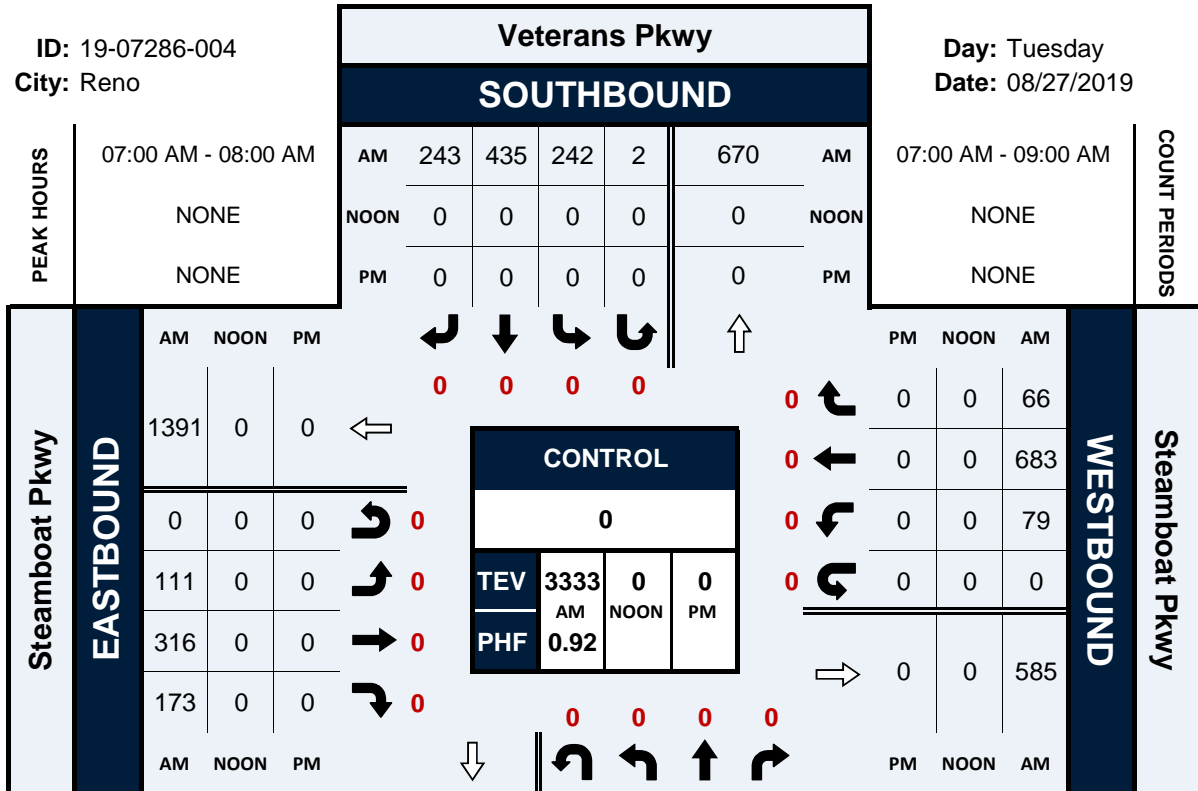 ID: 19-07286-004
City: Reno
Veterans Pkwy
SOUTHBOUND
Day: Tuesday
Date: 08/27/2019
PEAK HOURS
07:00 AM - 08:00 AM
NONE
NONE
AM 243 435 242 2 670 AM
NOON 0 0 0 0 0 NOON
PM 0 0 0 0 0 PM
07:00 AM - 09:00 AM
NONE
NONE
COUNT PERIODS
0 0 0 0
Steamboat Pkwy
EASTBOUND
AM NOON PM
1391 0 0
0 0 0 0
111 0 0 0
316 0 0 0
173 0 0 0
AM NOON PM
CONTROL
0
TEV 3333 0 0
AM NOON PM
PHF 0.92
PM NOON AM
0 0 0 66
0 0 0 683
0 0 0 79
0 0 0 0
0 0 585
PM NOON AM
WESTBOUND
Steamboat Pkwy
0 0 0 0